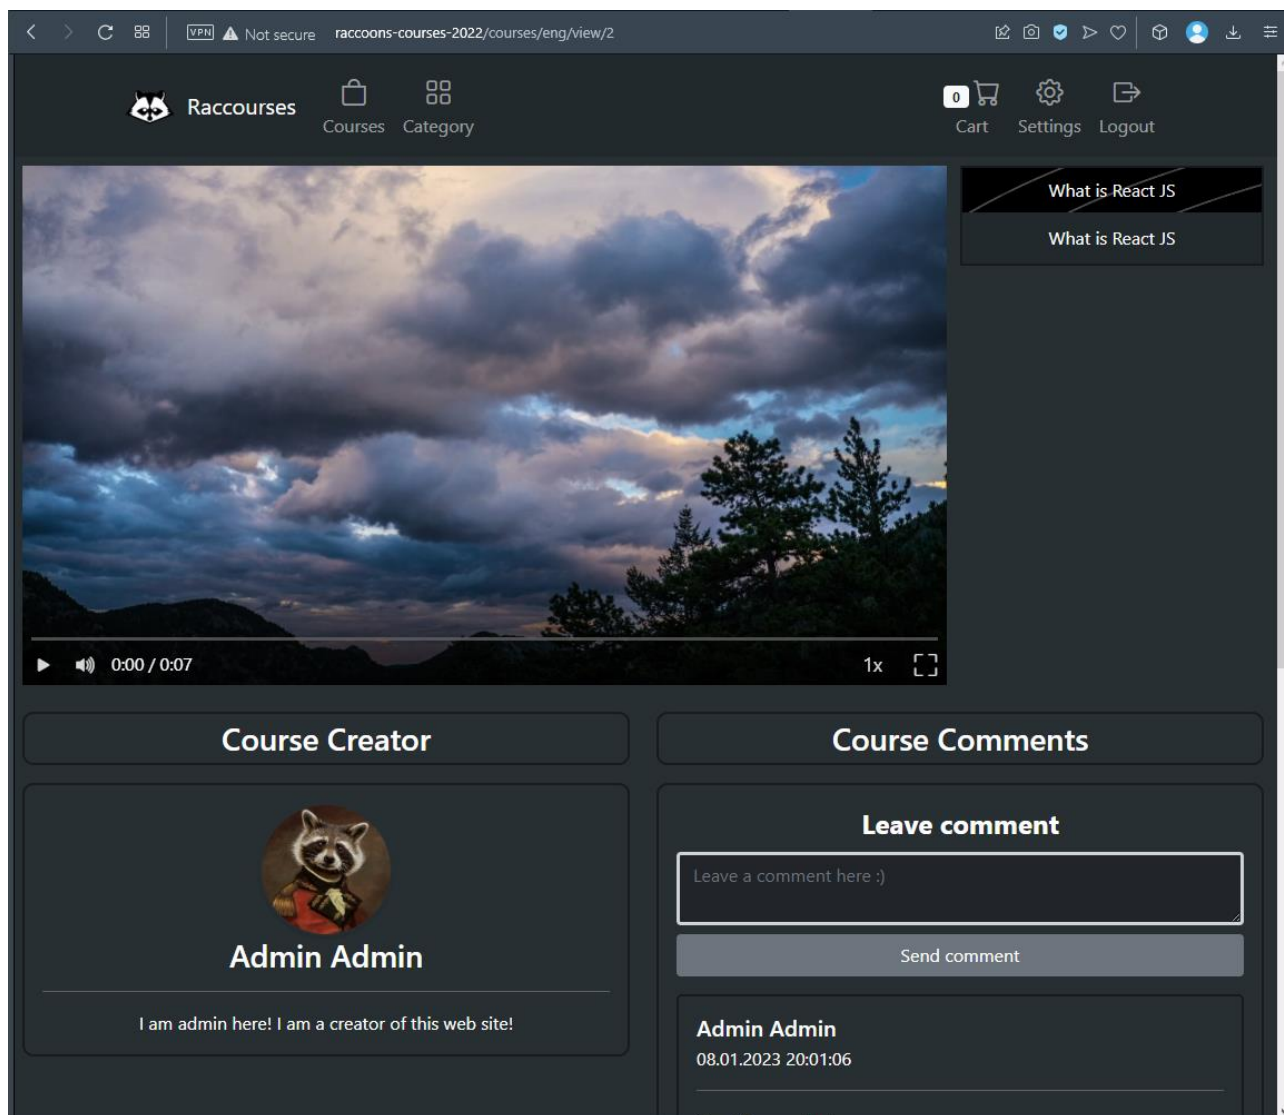 VPN Not secure raccoons-courses-2022/courses/eng/view/2
Raccourses
Courses
Category
0
Cart
Settings
Logout
What is React JS
What is React JS
0:00 / 0:07
1x
Course Creator
Course Comments
Admin Admin
I am admin here! I am a creator of this web site!
Leave comment
Leave a comment here :)
Send comment
Admin Admin
08.01.2023 20:01:06